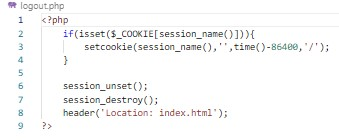 logout.php
1 <?php
2 if(isset($_COOKIE[session_name()])){
3 setcookie(session_name(),'',time()-86400,'/');
4 }
5
6 session_unset();
7 session_destroy();
8 header('Location: index.html');
9 ?>